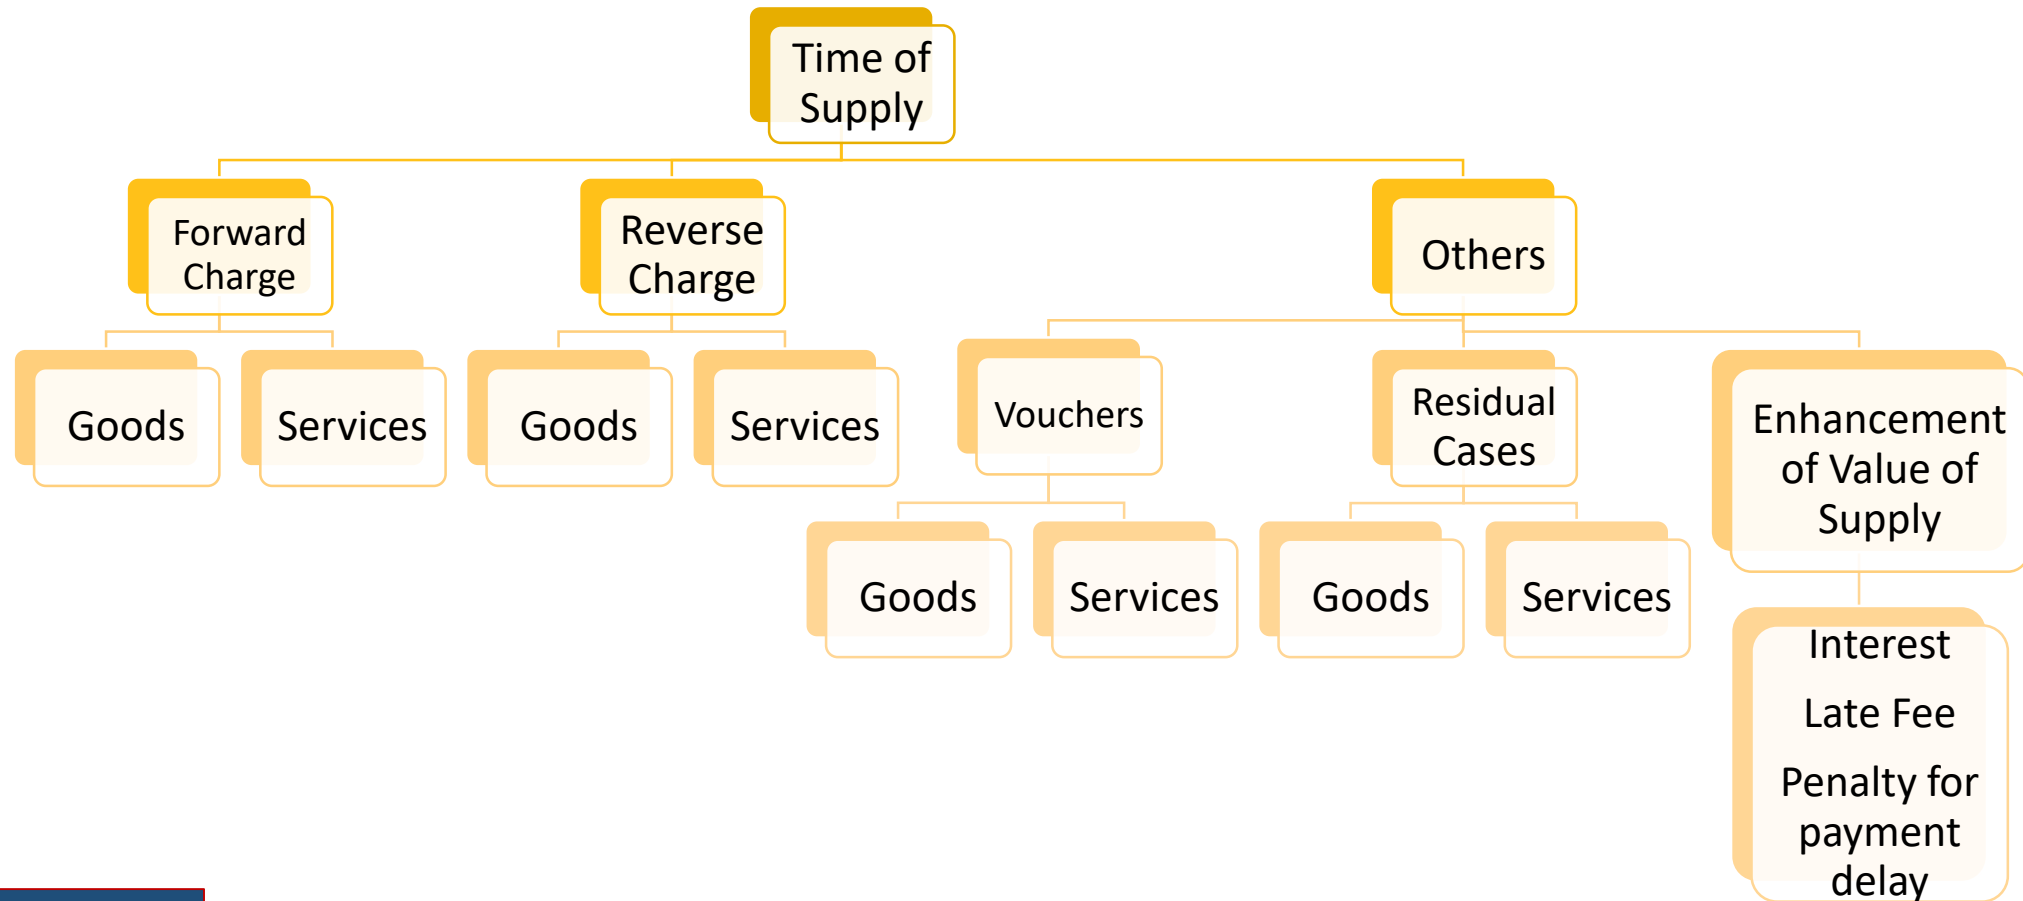 Time of
Supply
Forward
Charge
Reverse
Charge
Others
Goods
Services
Goods
Services
Vouchers
Residual
Cases
Enhancement
of Value of
Supply
Goods
Services
Goods
Services
Interest
Late Fee
Penalty for
payment
delay